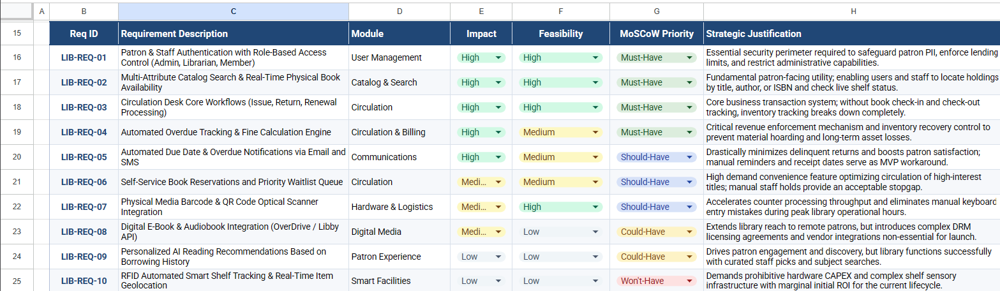 A B C D E F G H
15 Req ID Requirement Description Module Impact Feasibility MoSCoW Priority Strategic Justification
16 LIB-REQ-01 Patron & Staff Authentication with Role-Based Access Control (Admin, Librarian, Member) User Management High High Must-Have Essential security perimeter required to safeguard patron PII, enforce lending limits, and restrict administrative capabilities.
17 LIB-REQ-02 Multi-Attribute Catalog Search & Real-Time Physical Book Availability Catalog & Search High High Must-Have Fundamental patron-facing utility; enabling users and staff to locate holdings by title, author, or ISBN and check live shelf status.
18 LIB-REQ-03 Circulation Desk Core Workflows (Issue, Return, Renewal Processing) Circulation High High Must-Have Core business transaction system; without book check-in and check-out tracking, inventory tracking breaks down completely.
19 LIB-REQ-04 Automated Overdue Tracking & Fine Calculation Engine Circulation & Billing High Medium Must-Have Critical revenue enforcement mechanism and inventory recovery control to prevent material hoarding and long-term asset losses.
20 LIB-REQ-05 Automated Due Date & Overdue Notifications via Email and SMS Communications High Medium Should-Have Drastically minimizes delinquent returns and boosts patron satisfaction; manual reminders and receipt dates serve as MVP workaround.
21 LIB-REQ-06 Self-Service Book Reservations and Priority Waitlist Queue Circulation Medi... Medium Should-Have High demand convenience feature optimizing circulation of high-interest titles; manual staff holds provide an acceptable stopgap.
22 LIB-REQ-07 Physical Media Barcode & QR Code Optical Scanner Integration Hardware & Logistics Medi... High Should-Have Accelerates counter processing throughput and eliminates manual keyboard entry mistakes during peak library operational hours.
23 LIB-REQ-08 Digital E-Book & Audiobook Integration (OverDrive / Libby API) Digital Media Medi... Low Could-Have Extends library reach to remote patrons, but introduces complex DRM licensing agreements and vendor integrations non-essential for launch.
24 LIB-REQ-09 Personalized AI Reading Recommendations Based on Borrowing History Patron Experience Low Low Could-Have Drives patron engagement and discovery, but library functions successfully with curated staff picks and subject searches.
25 LIB-REQ-10 RFID Automated Smart Shelf Tracking & Real-Time Item Geolocation Smart Facilities Low Low Won't-Have Demands prohibitive hardware CAPEX and complex shelf sensory infrastructure with marginal initial ROI for the current lifecycle.